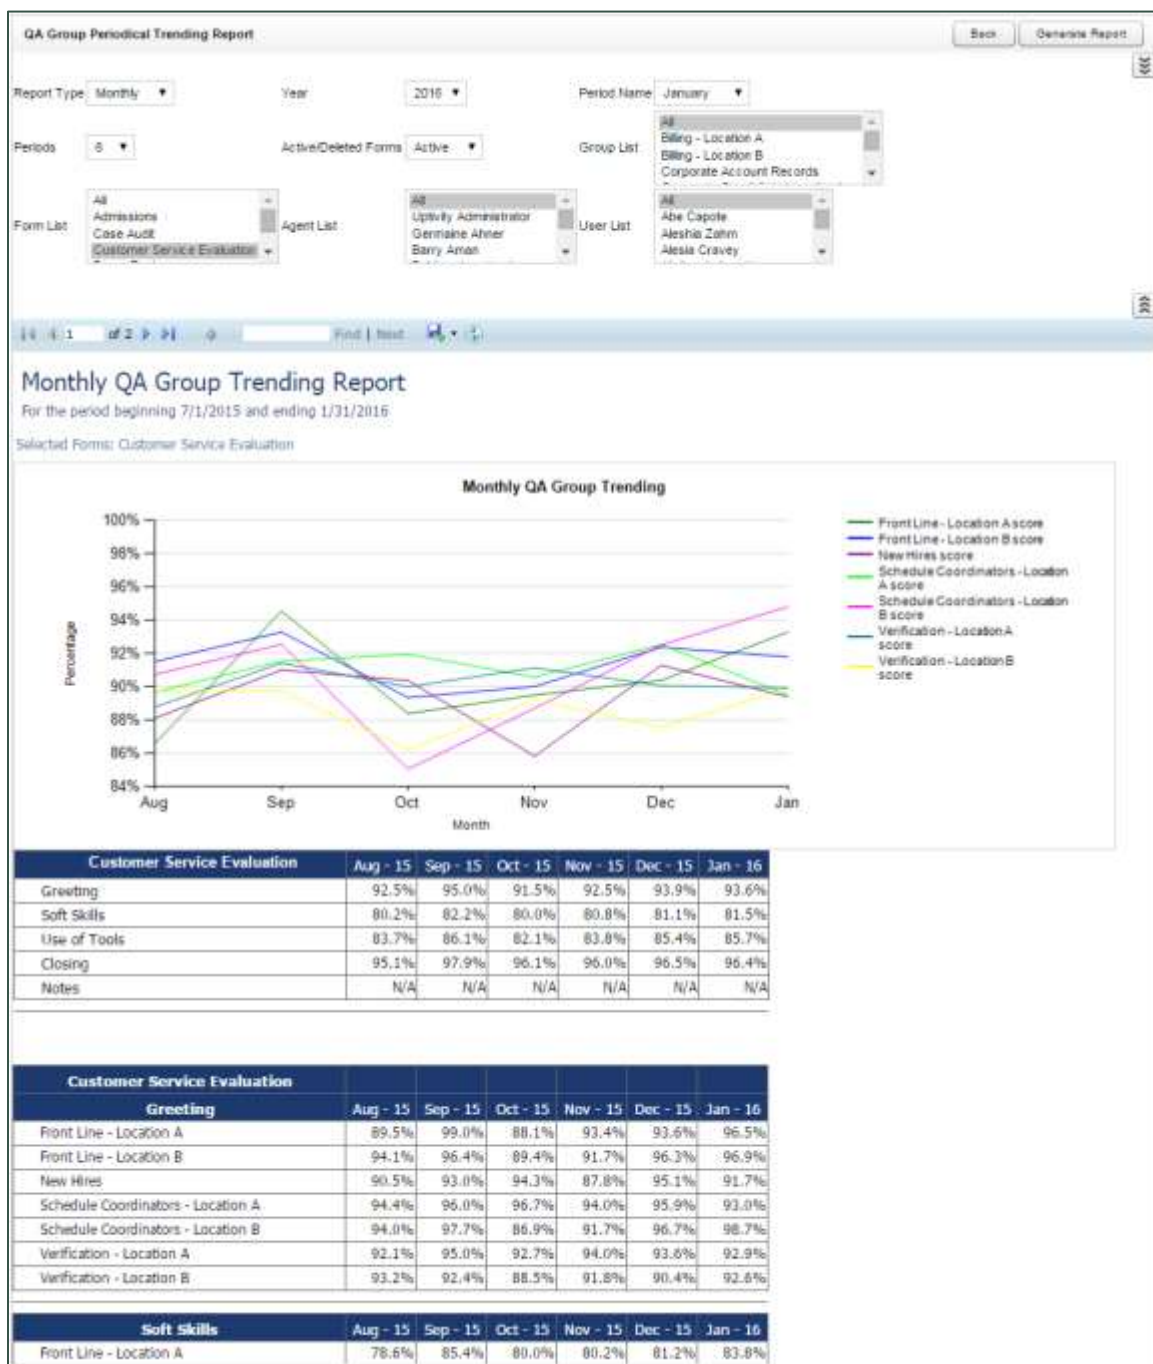 QA Group Periodical Trending Report
Back
Generate Report
Report Type Monthly
Year 2016
Period Name January
Periods 6
Active/Deleted Forms Active
Group List
All
Billing - Location A
Billing - Location B
Corporate Account Records
Form List
All
Admissions
Case Audit
Customer Service Evaluation
Agent List
All
Uptivity Administrator
Germaine Ahner
Barry Aman
User List
All
Abe Capote
Aleshia Zahm
Alesia Cravey
1 of 2 Find | Next
Monthly QA Group Trending Report
For the period beginning 7/1/2015 and ending 1/31/2016
Selected Forms: Customer Service Evaluation
Monthly QA Group Trending
100%
98%
96%
94%
92%
90%
88%
86%
84%
Percentage
Aug Sep Oct Nov Dec Jan
Month
Front Line - Location A score
Front Line - Location B score
New Hires score
Schedule Coordinators - Location
A score
Schedule Coordinators - Location
B score
Verification - Location A
score
Verification - Location B
score
Customer Service Evaluation Aug - 15 Sep - 15 Oct - 15 Nov - 15 Dec - 15 Jan - 16
Greeting 92.5% 95.0% 91.5% 92.5% 93.9% 93.6%
Soft Skills 80.2% 82.2% 80.0% 80.8% 81.1% 81.5%
Use of Tools 83.7% 86.1% 82.1% 83.8% 85.4% 85.7%
Closing 95.1% 97.9% 96.1% 96.0% 96.5% 96.4%
Notes N/A N/A N/A N/A N/A N/A
Customer Service Evaluation
Greeting Aug - 15 Sep - 15 Oct - 15 Nov - 15 Dec - 15 Jan - 16
Front Line - Location A 89.5% 99.0% 88.1% 93.4% 93.6% 96.5%
Front Line - Location B 94.1% 96.4% 89.4% 91.7% 96.3% 96.9%
New Hires 90.5% 93.0% 94.3% 87.8% 95.1% 91.7%
Schedule Coordinators - Location A 94.4% 96.0% 96.7% 94.0% 95.9% 93.0%
Schedule Coordinators - Location B 94.0% 97.7% 86.9% 91.7% 96.7% 98.7%
Verification - Location A 92.1% 95.0% 92.7% 94.0% 93.6% 92.9%
Verification - Location B 93.2% 92.4% 88.5% 91.8% 90.4% 92.6%
Soft Skills Aug - 15 Sep - 15 Oct - 15 Nov - 15 Dec - 15 Jan - 16
Front Line - Location A 78.6% 85.4% 80.0% 80.2% 81.2% 83.8%